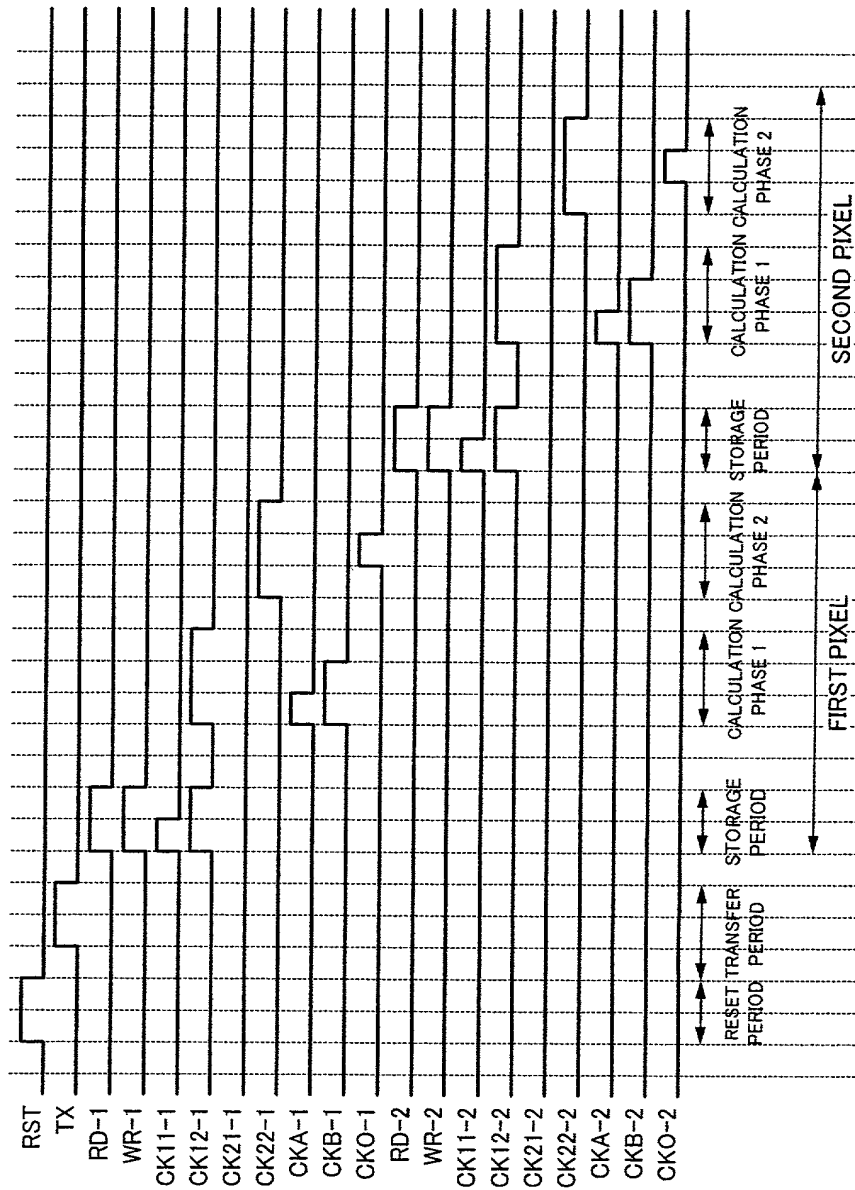 RST
TX
RD-1
WR-1
CK11-1
CK12-1
CK21-1
CK22-1
CKA-1
CKB-1
CKO-1
RD-2
WR-2
CK11-2
CK12-2
CK21-2
CK22-2
CKA-2
CKB-2
CKO-2
RESET
PERIOD
TRANSFER
PERIOD
STORAGE
PERIOD
CALCULATION
PHASE 1
CALCULATION
PHASE 2
STORAGE
PERIOD
CALCULATION
PHASE 1
CALCULATION
PHASE 2
FIRST PIXEL
SECOND PIXEL